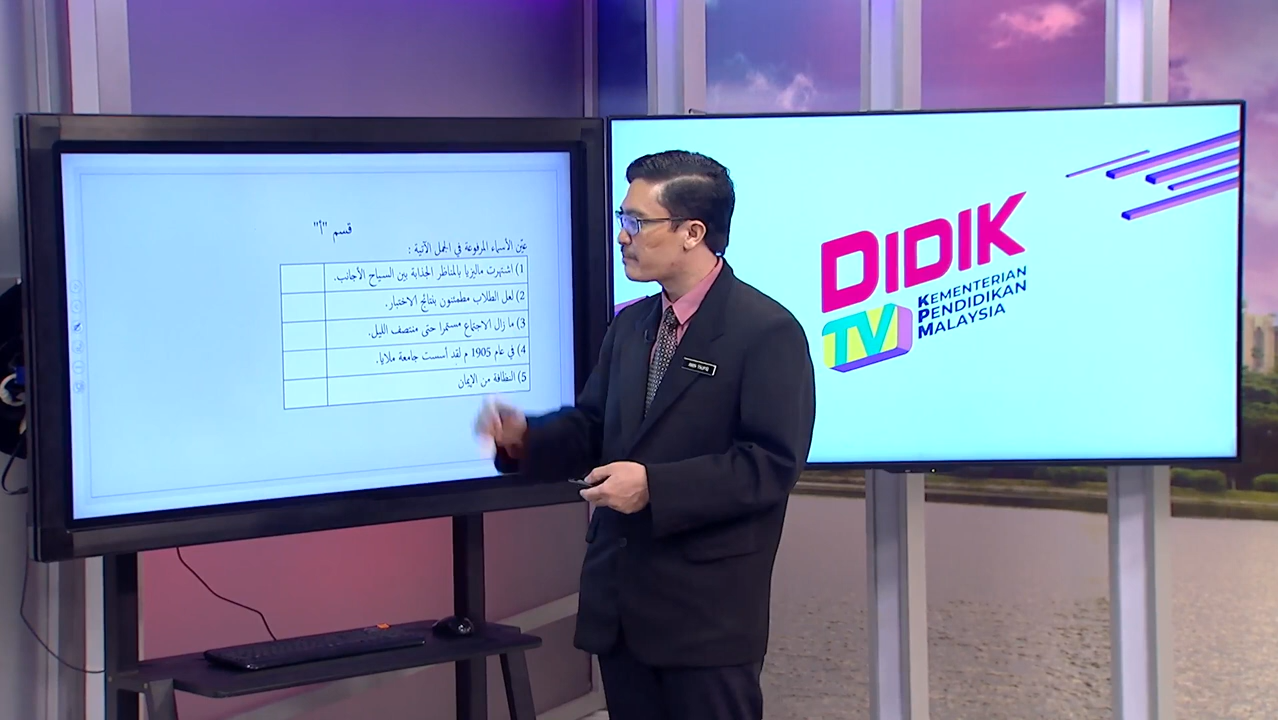 قسم "أ"
عيّن الأسماء المرفوعة في الجمل الآتية :
1) اشتهرت ماليزيا بالمناظر الجذابة بين السياح الأجانب.
2) لعل الطلاب مطمئنون بنتائج الاختبار.
3) ما زال الاجتماع مستمرا حتى منتصف الليل.
4) في عام 1905 م لقد أسست جامعة ملايا.
5) النظافة من الإيمان
DIDIK
TV
KEMENTERIAN
PENDIDIKAN
MALAYSIA